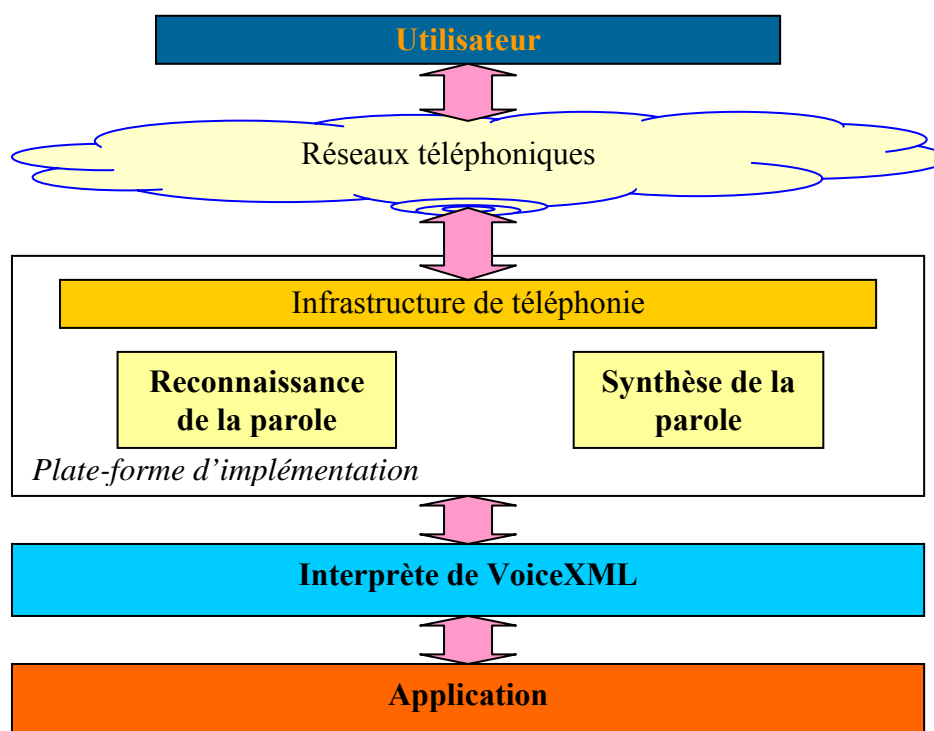 Utilisateur
Réseaux téléphoniques
Infrastructure de téléphonie
Reconnaissance
de la parole
Synthèse de la
parole
Plate-forme d'implémentation
Interprète de VoiceXML
Application